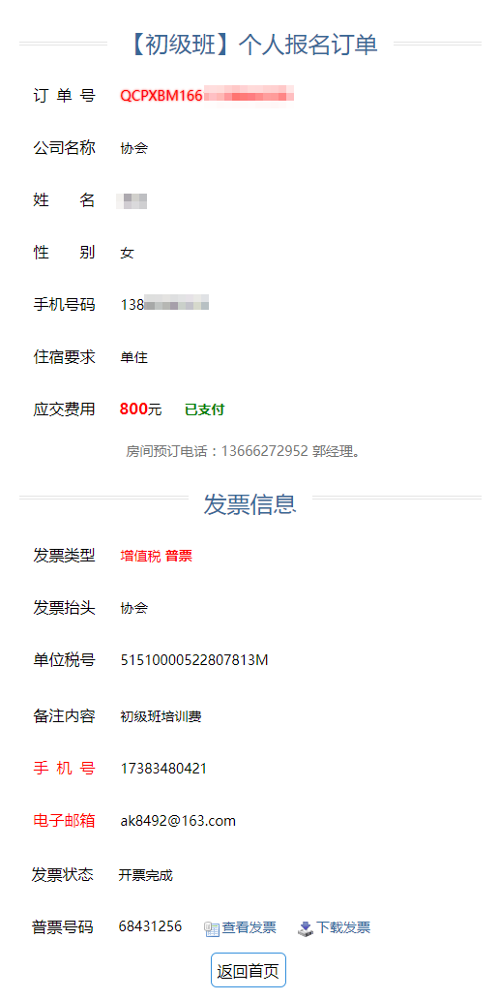 【初级班】个人报名订单
订 单 号 QCPXBM166
公司名称 协会
姓 名
性 别 女
手机号码 138
住宿要求 单住
应交费用 800元 已支付
房间预订电话：13666272952 郭经理。
发票信息
发票类型 增值税 普票
发票抬头 协会
单位税号 51510000522807813M
备注内容 初级班培训费
手 机 号 17383480421
电子邮箱 ak8492@163.com
发票状态 开票完成
普票号码 68431256 查看发票 下载发票
返回首页